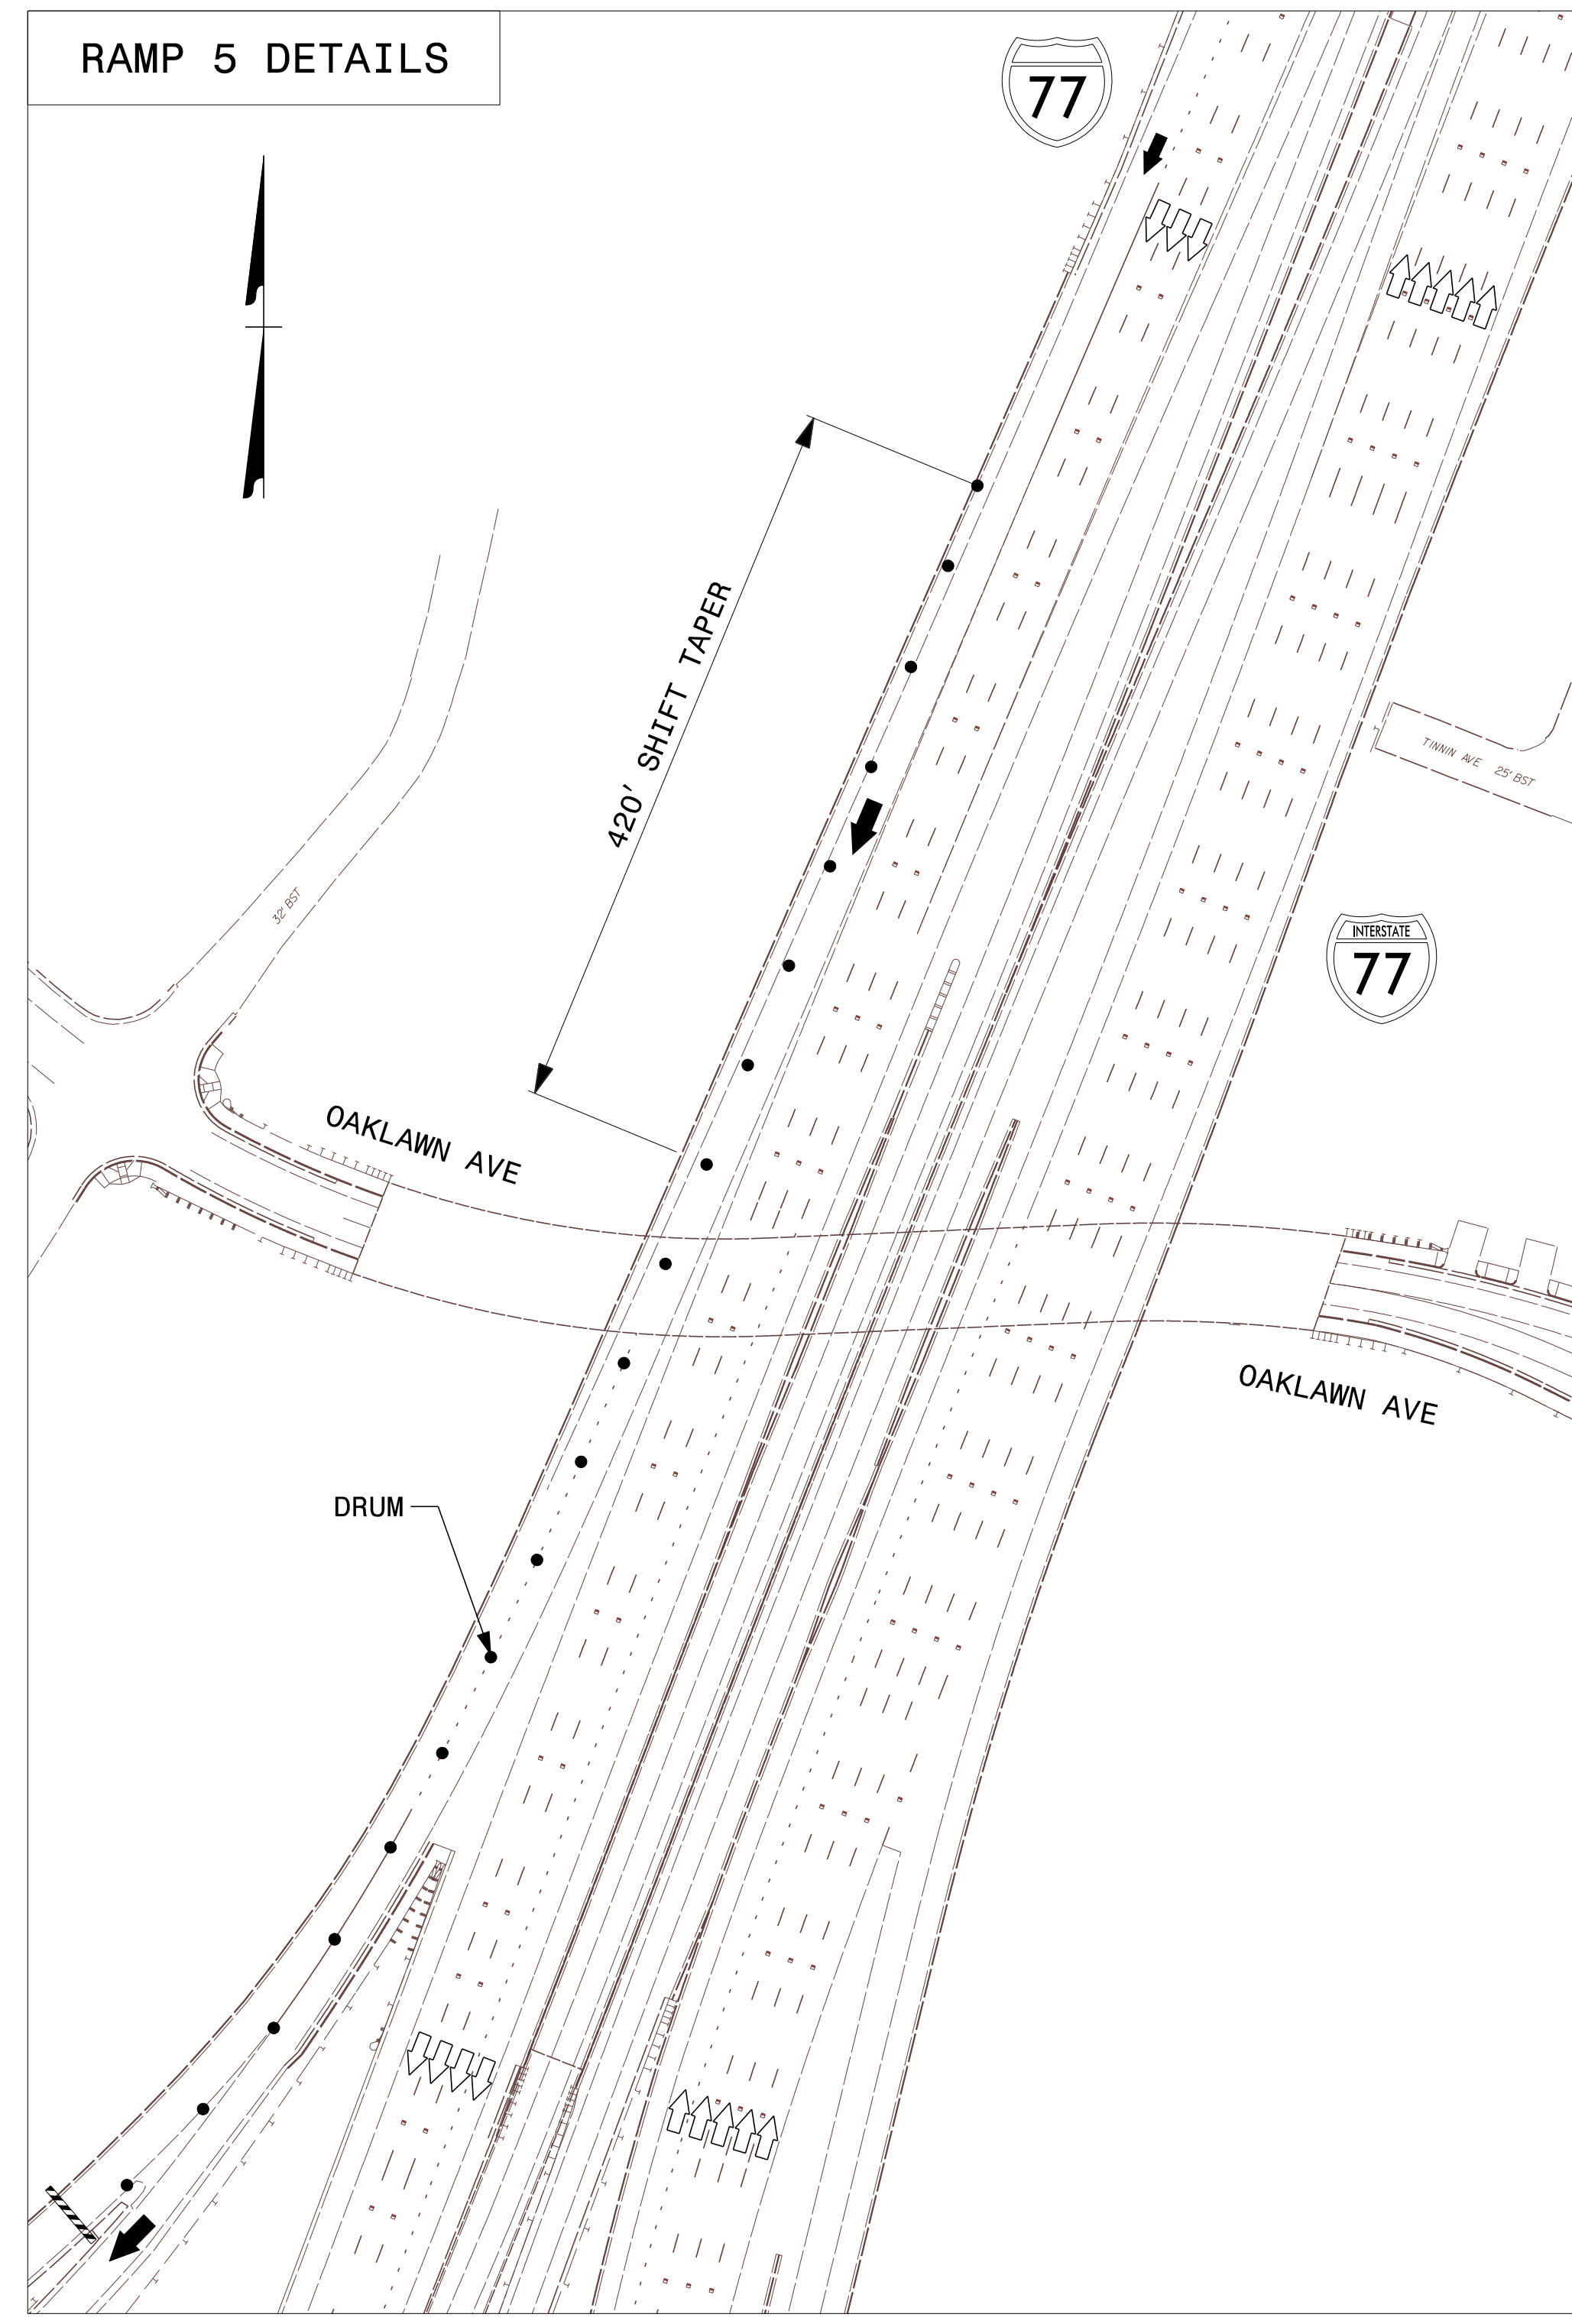 RAMP 5 DETAILS
77
420' SHIFT TAPER
TINNIN AVE 25' BST
32' BST
INTERSTATE
77
OAKLAWN AVE
OAKLAWN AVE
DRUM